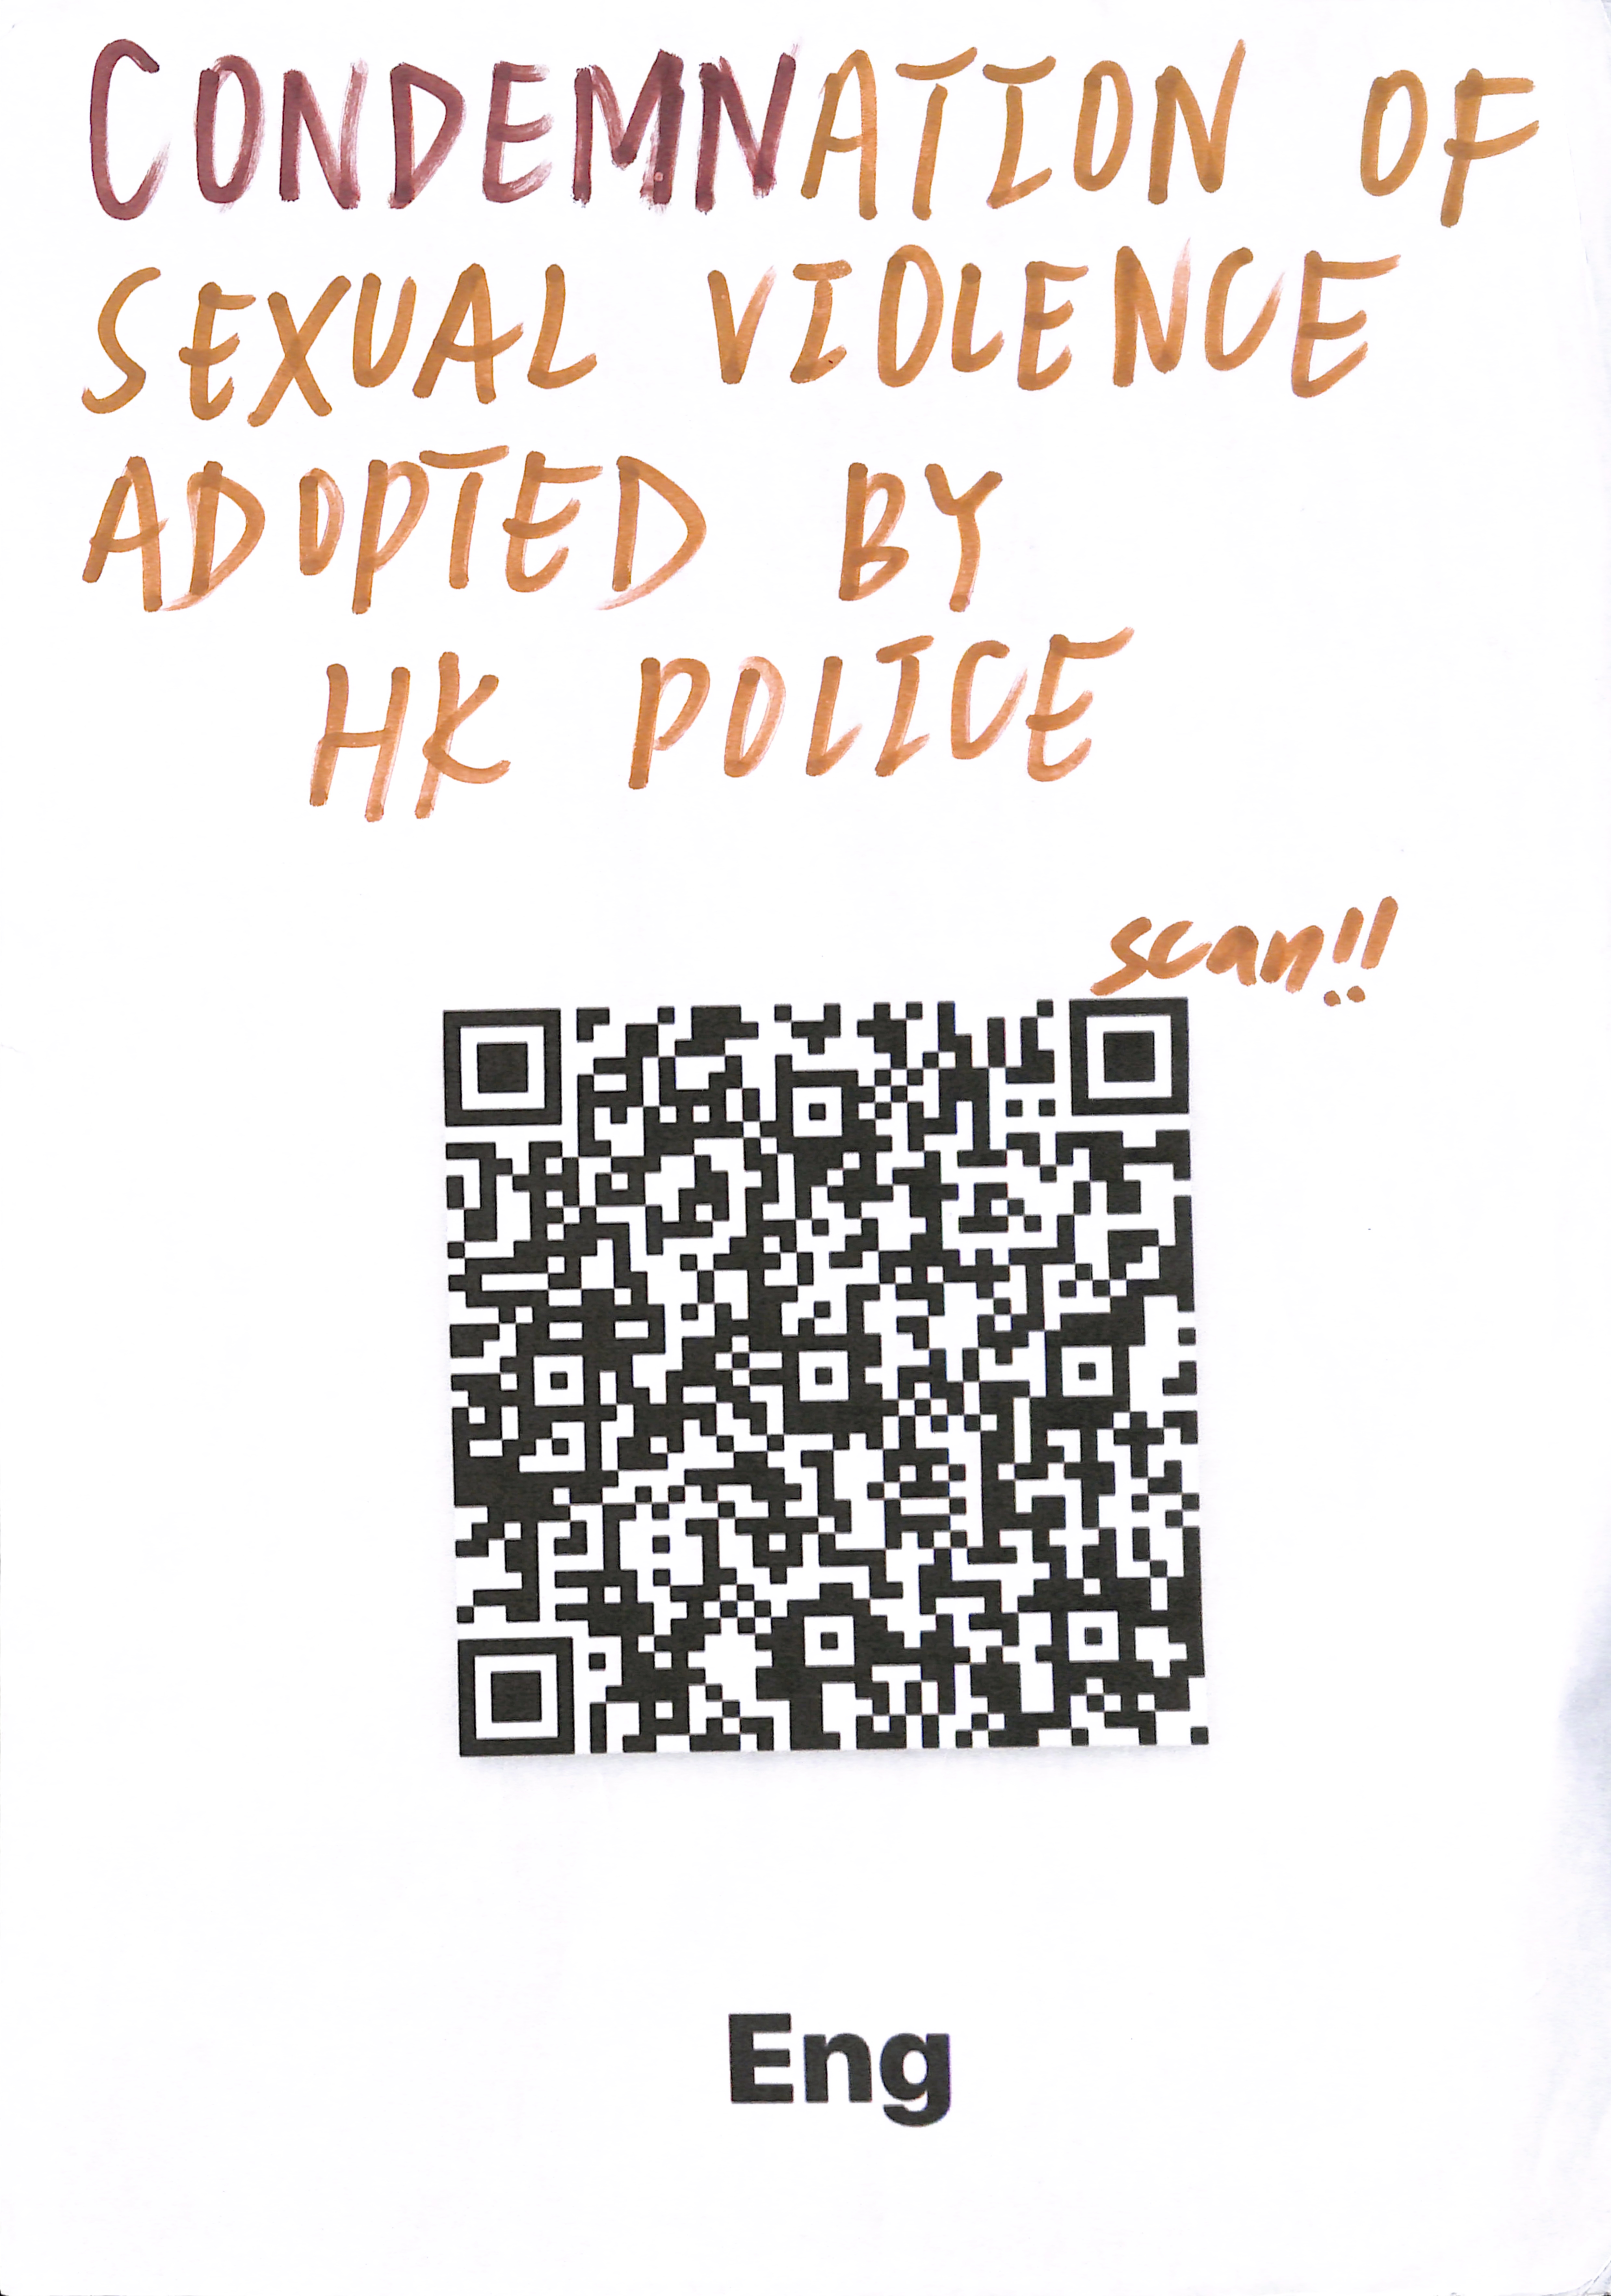 CONDEMNATION OF
SEXUAL VIOLENCE
ADOPTED BY
HK POLICE
scan!!
Eng